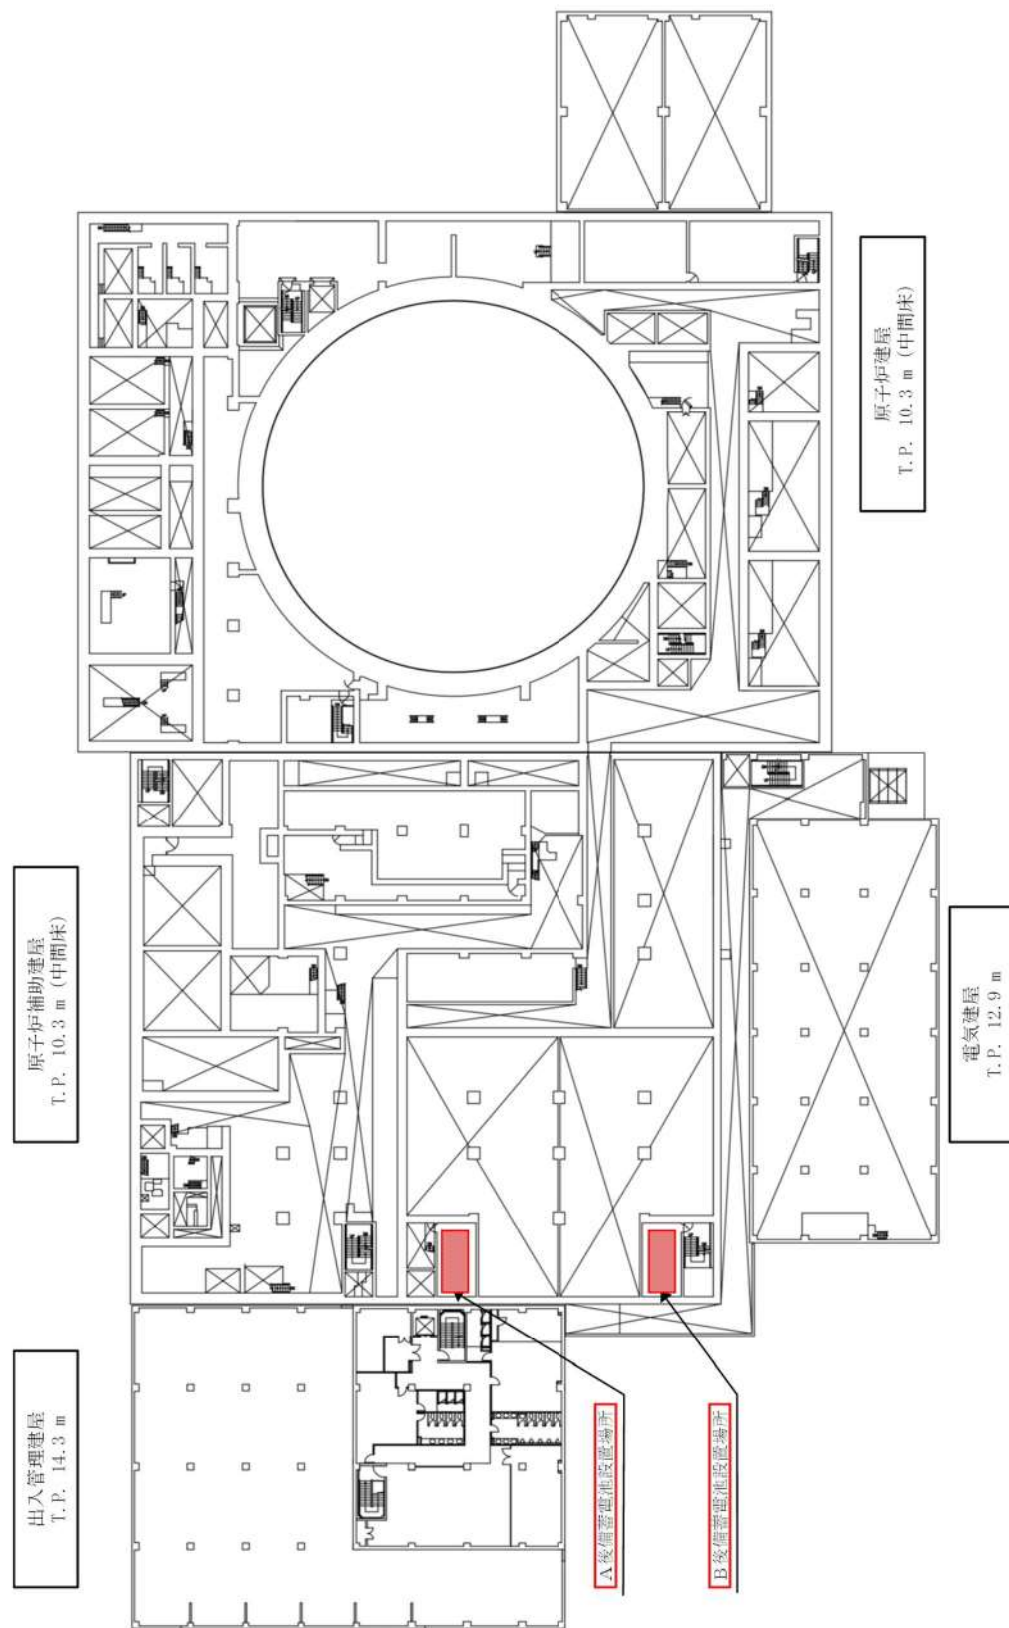 原子炉建屋
T.P. 10.3 m (中間床)
原子炉補助建屋
T.P. 10.3 m (中間床)
電気建屋
T.P. 12.9 m
出入管理建屋
T.P. 14.3 m
A後備蓄電池設置場所
B後備蓄電池設置場所